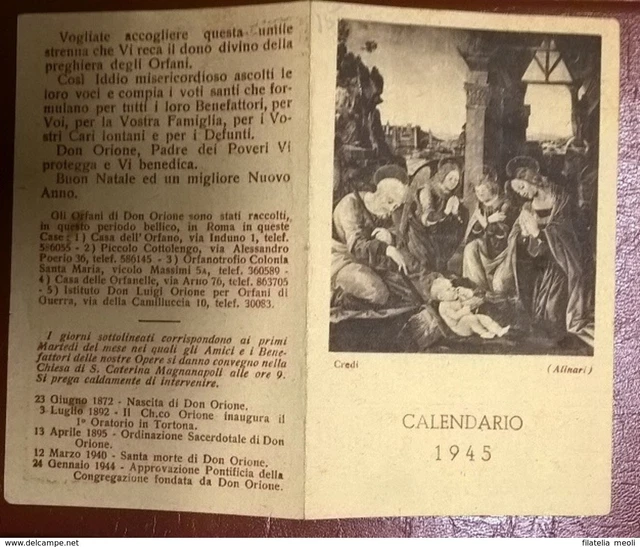 Vogliate accogliere questa umile
strenna che Vi reca il dono divino della
preghiera degli Orfani.
Così Iddio misericordioso ascolti le
loro voci e compia i voti santi che for-
mulano per tutti i loro Benefattori, per
Voi, per la Vostra Famiglia, per i Vo-
stri Cari lontani e per i Defunti.
Don Orione, Padre dei Poveri Vi
protegga e Vi benedica.
Buon Natale ed un migliore Nuovo
Anno.
Gli Orfani di Don Orione sono stati raccolti,
in questo periodo bellico, in Roma in queste
Case: 1) Casa dell'Orfano, via Induno 1, telef.
586055 - 2) Piccolo Cottolengo, via Alessandro
Poerio 36, telef. 586145 - 3) Orfanotrofio Colonia
Santa Maria, vicolo Massimi 5A, telef. 360589 -
4) Casa delle Orfanelle, via Arno 76, telef. 863705
- 5) Istituto Don Luigi Orione per Orfani di
Guerra, via della Camilluccia 10, telef. 30083.
I giorni sottolineati corrispondono ai primi
Martedì del mese nei quali gli Amici e i Bene-
fattori delle nostre Opere si danno convegno nella
Chiesa di S. Caterina Magnanapoli alle ore 9.
Si prega caldamente di intervenire.
23 Giugno 1872 - Nascita di Don Orione.
3 Luglio 1892 - Il Ch.co Orione inaugura il
1° Oratorio in Tortona.
13 Aprile 1895 - Ordinazione Sacerdotale di Don
Orione.
12 Marzo 1940 - Santa morte di Don Orione.
24 Gennaio 1944 - Approvazione Pontificia della
Congregazione fondata da Don Orione.
Credi (Alinari)
CALENDARIO
1945
filatelia meoli